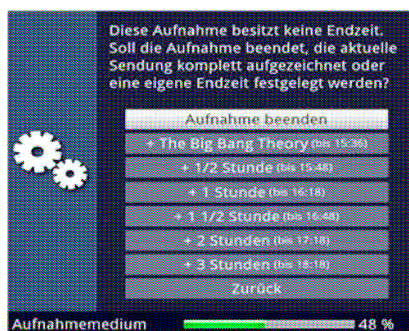 Diese Aufnahme besitzt keine Endzeit.
Soll die Aufnahme beendet, die aktuelle
Sendung komplett aufgezeichnet oder
eine eigene Endzeit festgelegt werden?
Aufnahme beenden
+ The Big Bang Theory (bis 15:36)
+ 1/2 Stunde (bis 15:48)
+ 1 Stunde (bis 16:18)
+ 1 1/2 Stunde (bis 16:48)
+ 2 Stunden (bis 17:18)
+ 3 Stunden (bis 18:18)
Zurück
Aufnahmemedium 48 %